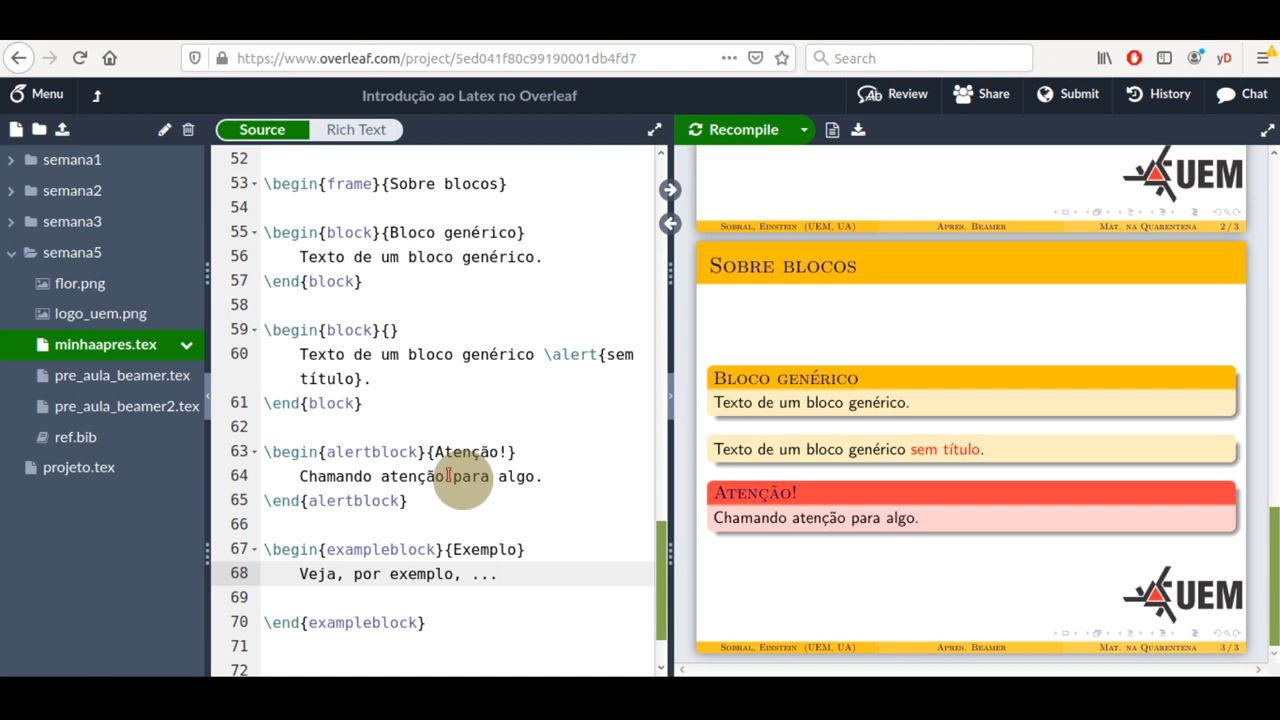 https://www.overleaf.com/project/5ed041f80c99190001db4fd7
Search
yD
Menu
Introdução ao Latex no Overleaf
Review
Share
Submit
History
Chat
Source
Rich Text
Recompile
semana1
semana2
semana3
semana5
flor.png
logo_uem.png
minhaapres.tex
pre_aula_beamer.tex
pre_aula_beamer2.tex
ref.bib
projeto.tex
52
53 \begin{frame}{Sobre blocos}
54
55 \begin{block}{Bloco genérico}
56 Texto de um bloco genérico.
57 \end{block}
58
59 \begin{block}{}
60 Texto de um bloco genérico \alert{sem
título}.
61 \end{block}
62
63 \begin{alertblock}{Atenção!}
64 Chamando atenção para algo.
65 \end{alertblock}
66
67 \begin{exampleblock}{Exemplo}
68 Veja, por exemplo, ...
69
70 \end{exampleblock}
71
72
UEM
Sobral, Einstein (UEM, UA) Apres. Beamer Mat. na Quarentena 2 / 3
Sobre blocos
Bloco genérico
Texto de um bloco genérico.
Texto de um bloco genérico sem título.
Atenção!
Chamando atenção para algo.
UEM
Sobral, Einstein (UEM, UA) Apres. Beamer Mat. na Quarentena 3 / 3